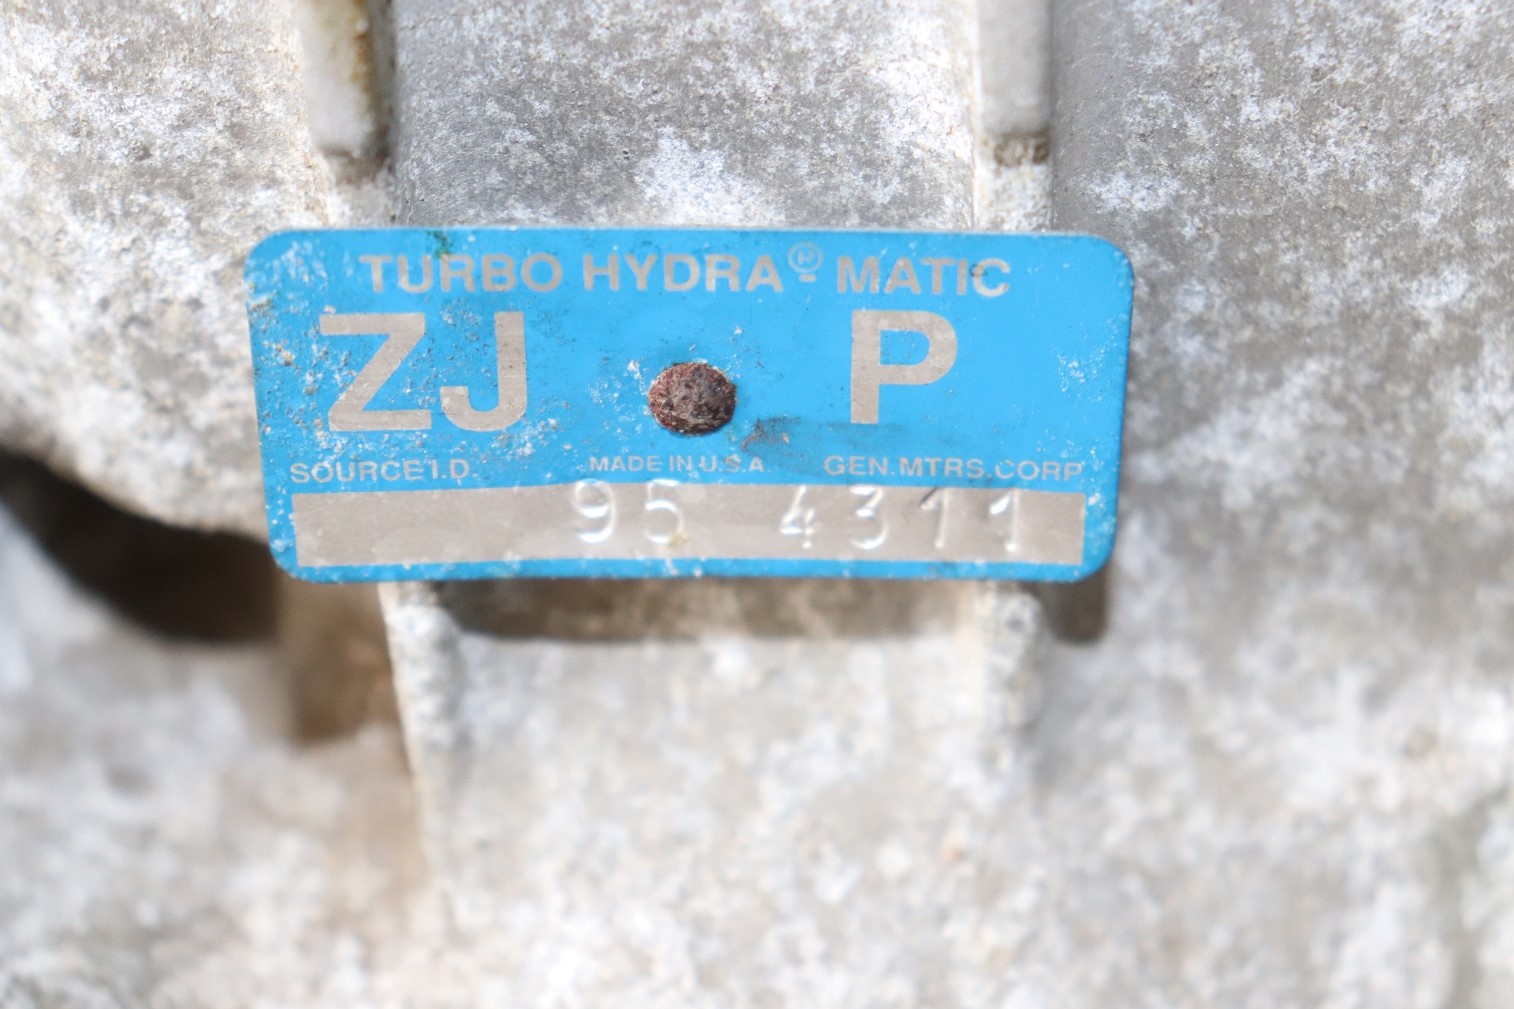 TURBO HYDRA® MATIC
ZJ P
SOURCE I.D. MADE IN U.S.A GEN.MTRS.CORP
95 4311